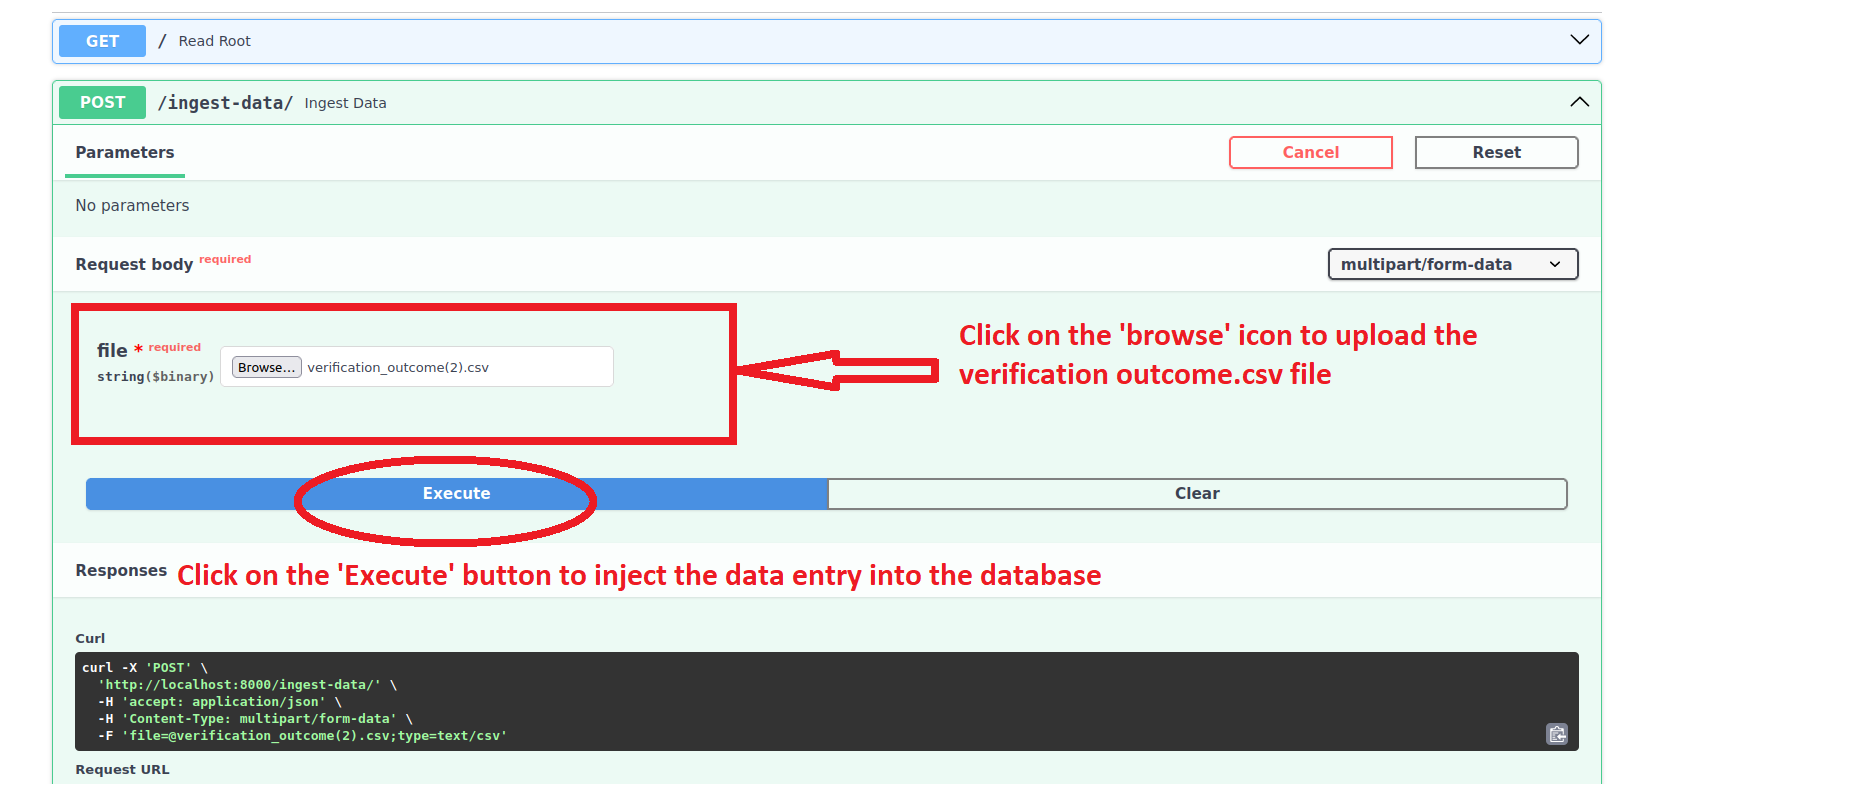 GET / Read Root
POST /ingest-data/ Ingest Data
Parameters
Cancel
Reset
No parameters
Request body required
multipart/form-data
file * required
string($binary)
Browse... verification_outcome(2).csv
Click on the 'browse' icon to upload the
verification outcome.csv file
Execute
Clear
Responses
Click on the 'Execute' button to inject the data entry into the database
Curl
curl -X 'POST' \
  'http://localhost:8000/ingest-data/' \
  -H 'accept: application/json' \
  -H 'Content-Type: multipart/form-data' \
  -F 'file=@verification_outcome(2).csv;type=text/csv'
Request URL